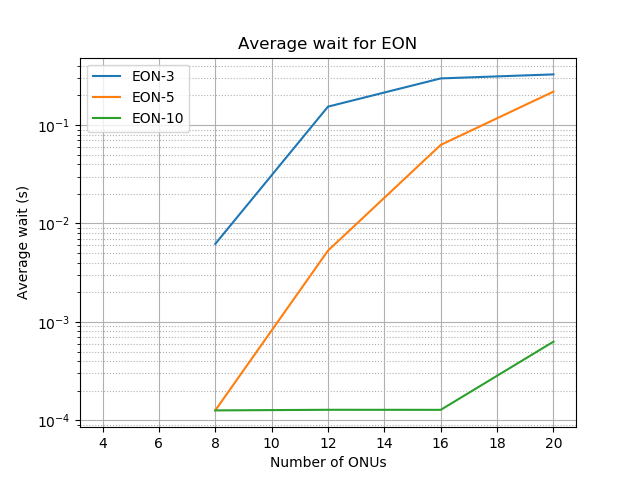 Average wait for EON
EON-3
EON-5
EON-10
Average wait (s)
10⁻¹
10⁻²
10⁻³
10⁻⁴
4 6 8 10 12 14 16 18 20
Number of ONUs